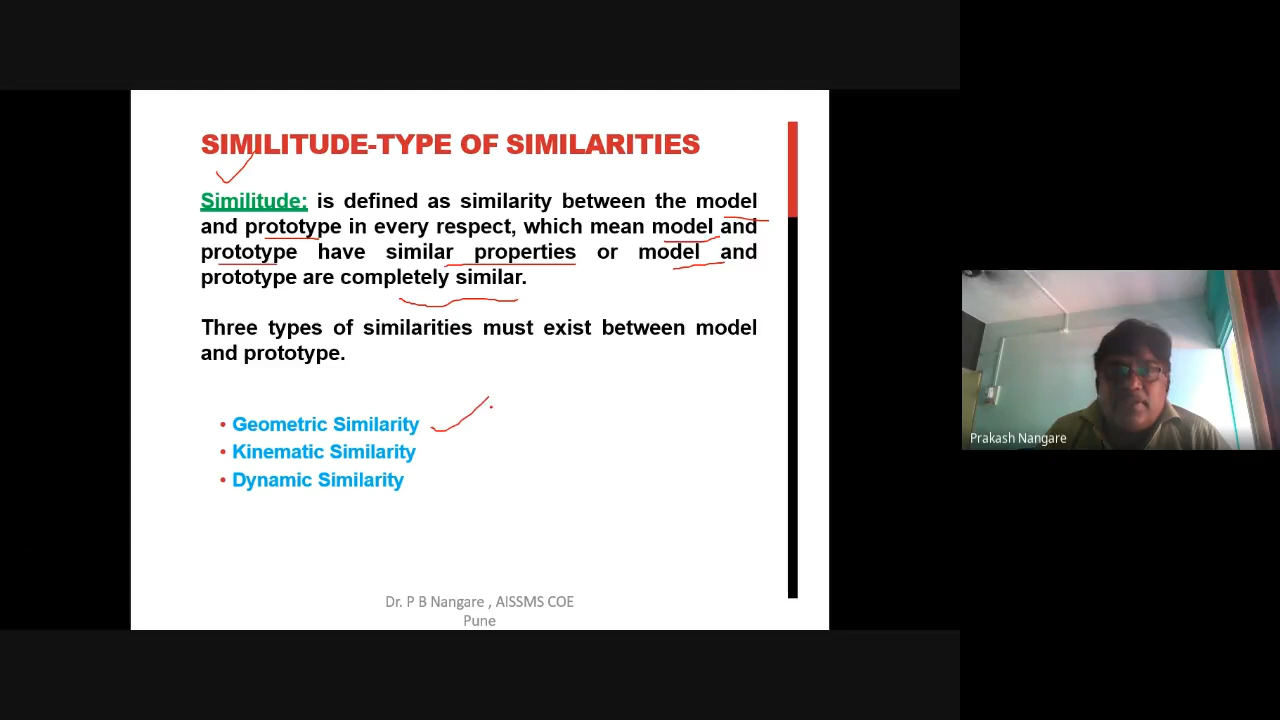 SIMILITUDE-TYPE OF SIMILARITIES
Similitude: is defined as similarity between the model
and prototype in every respect, which mean model and
prototype have similar properties or model and
prototype are completely similar.
Three types of similarities must exist between model
and prototype.
• Geometric Similarity
• Kinematic Similarity
• Dynamic Similarity
Dr. P B Nangare , AISSMS COE
Pune
Prakash Nangare